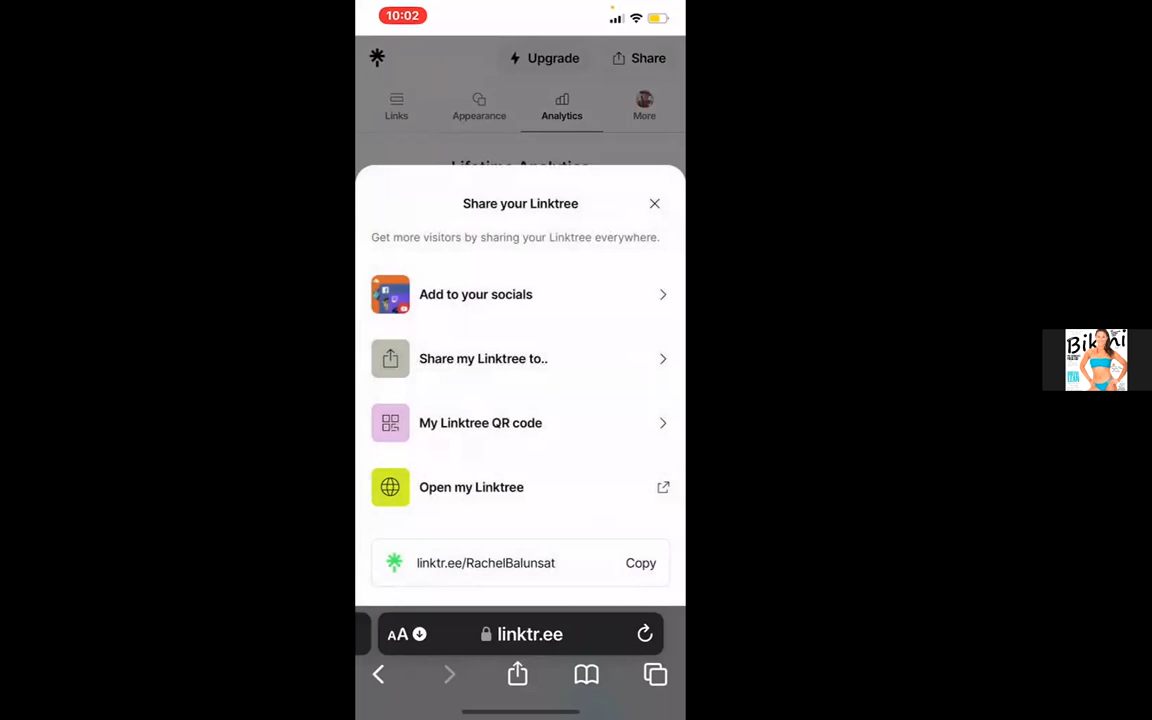 10:02
Upgrade
Share
Links
Appearance
Analytics
More
Lifetime Analytics
Share your Linktree
Get more visitors by sharing your Linktree everywhere.
Add to your socials
Share my Linktree to..
My Linktree QR code
Open my Linktree
linktr.ee/RachelBalunsat
Copy
AA
linktr.ee
Bikini